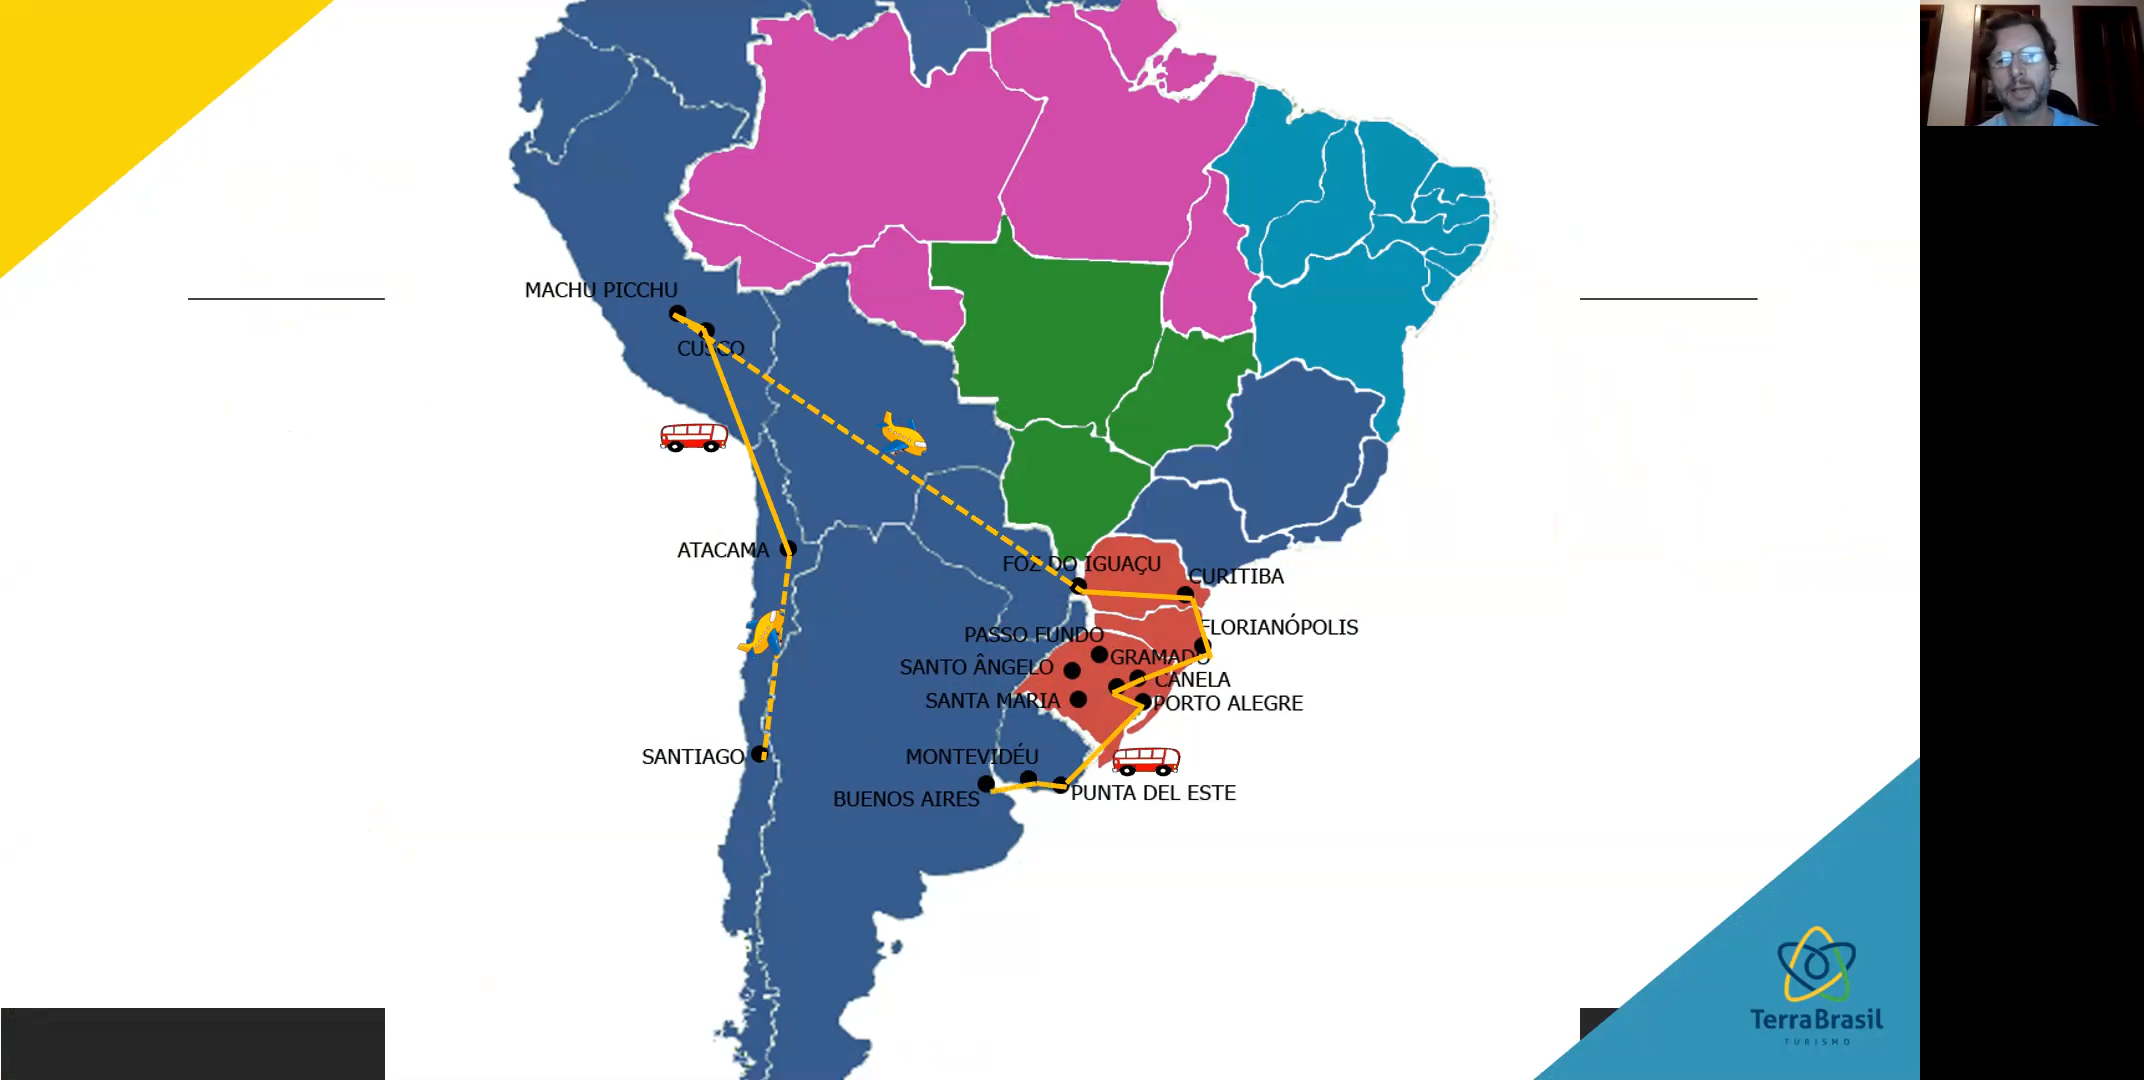 MACHU PICCHU
CUSCO
ATACAMA
FOZ DO IGUAÇU
CURITIBA
FLORIANÓPOLIS
PASSO FUNDO
GRAMADO
SANTO ÂNGELO
CANELA
SANTA MARIA
PORTO ALEGRE
SANTIAGO
MONTEVIDÉU
BUENOS AIRES
PUNTA DEL ESTE
TerraBrasil
TURISMO